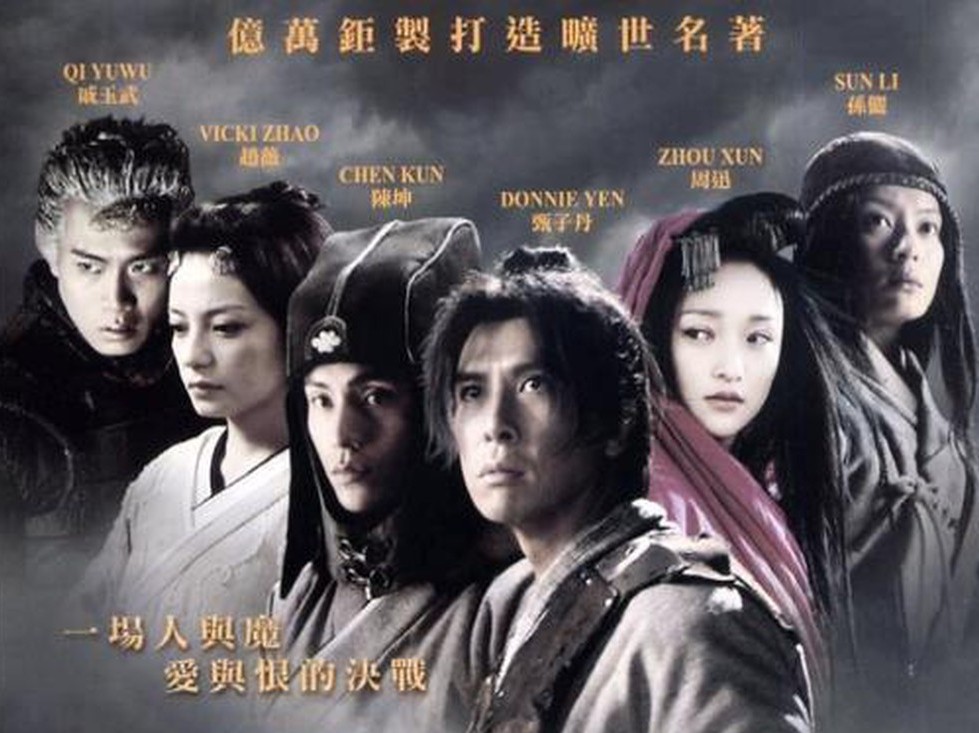 億萬鉅製打造曠世名著
QI YUWU
戚玉武
VICKI ZHAO
趙薇
CHEN KUN
陳坤
DONNIE YEN
甄子丹
ZHOU XUN
周迅
SUN LI
孫儷
一場人與魔
愛與恨的決戰